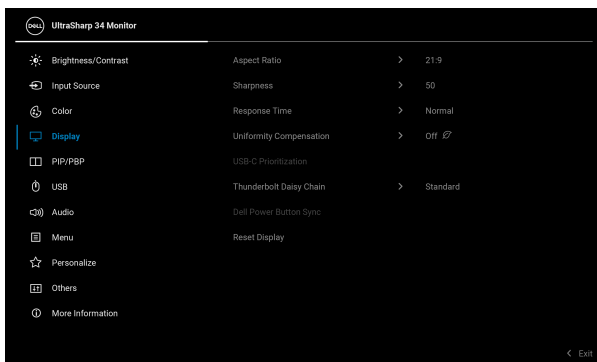 DELL UltraSharp 34 Monitor
Brightness/Contrast Aspect Ratio > 21:9
Input Source Sharpness > 50
Color Response Time > Normal
Display Uniformity Compensation > Off
PIP/PBP USB-C Prioritization
USB Thunderbolt Daisy Chain > Standard
Audio Dell Power Button Sync
Menu Reset Display
Personalize
Others
More Information
< Exit